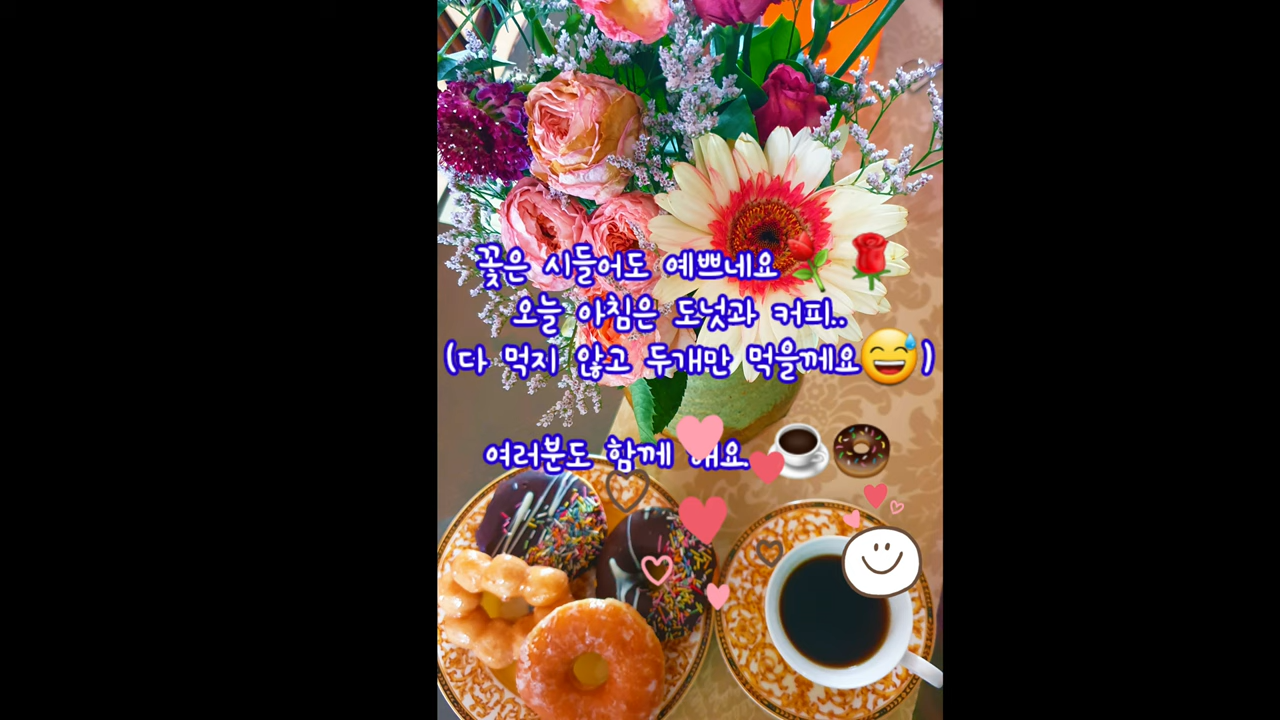 꽃은 시들어도 예쁘네요
오늘 아침은 도넛과 커피..
(다 먹지 않고 두개만 먹을께요😅)
여러분도 함께